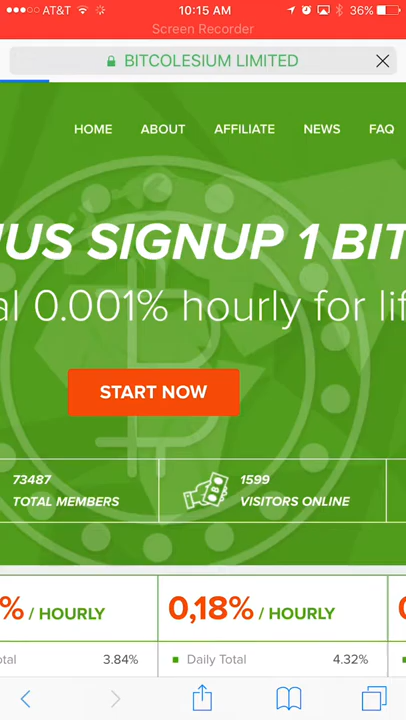 AT&T 10:15 AM 36%
Screen Recorder
BITCOLESIUM LIMITED
HOME ABOUT AFFILIATE NEWS FAQ
US SIGNUP 1 BIT
al 0.001% hourly for lif
START NOW
73487 1599
TOTAL MEMBERS VISITORS ONLINE
% / HOURLY 0,18% / HOURLY
otal 3.84% Daily Total 4.32%